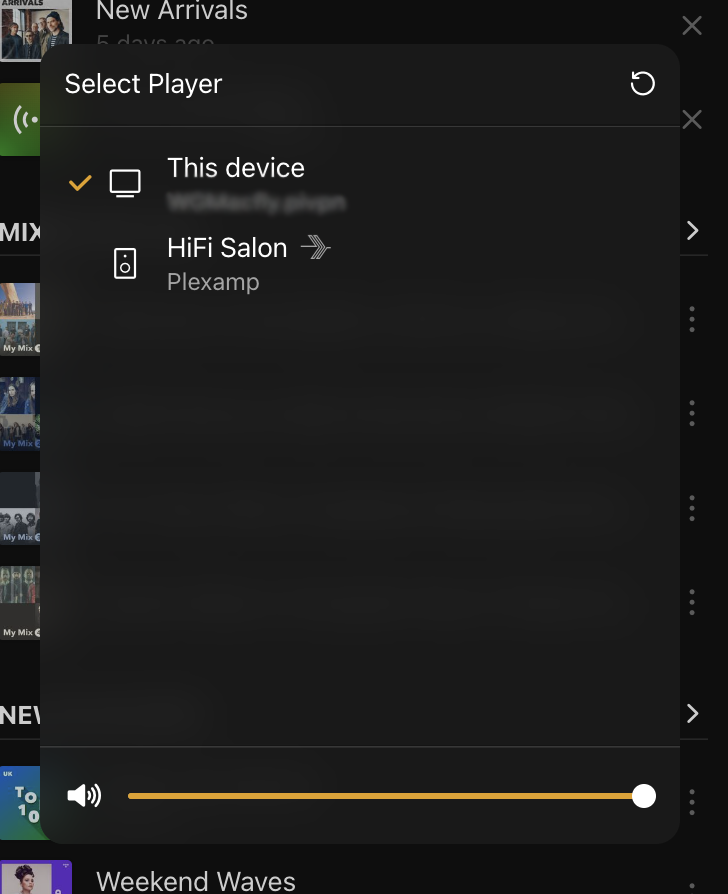 ARRIVALS
New Arrivals
5 days ago
Select Player
This device
HiFi Salon
Plexamp
MIX
My Mix
My Mix
My Mix
My Mix
NEW
UK
TO
10
Weekend Waves